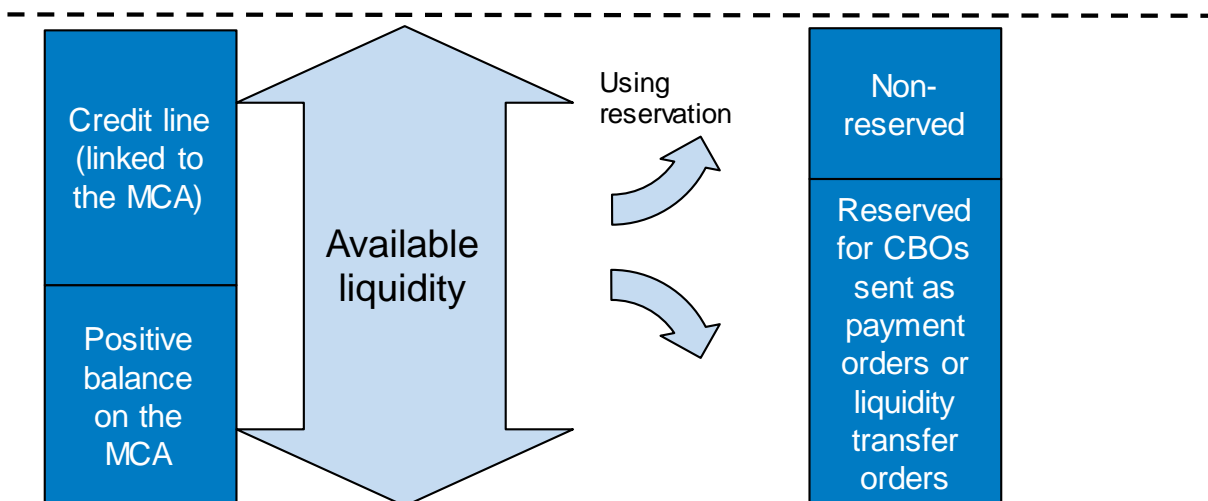 Credit line
(linked to
the MCA)
Positive
balance
on the
MCA
Available
liquidity
Using
reservation
Non-
reserved
Reserved
for CBOs
sent as
payment
orders or
liquidity
transfer
orders